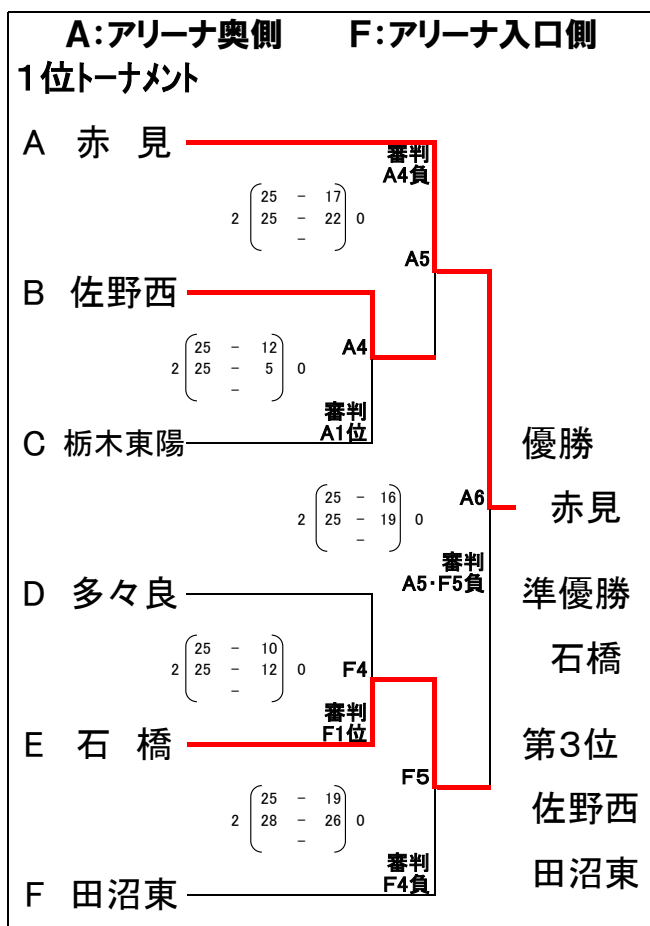 A:アリーナ奥側 F:アリーナ入口側
1位トーナメント
A 赤 見
審判
A4負
25 - 17
2 25 - 22 0
-
A5
B 佐野西
25 - 12
2 25 - 5 0
-
A4
審判
A1位
C 栃木東陽
優勝
25 - 16
2 25 - 19 0
-
A6
赤見
審判
A5・F5負
D 多々良
準優勝
25 - 10
2 25 - 12 0
-
F4
石橋
審判
F1位
E 石 橋
第3位
F5
25 - 19
2 28 - 26 0
-
佐野西
審判
F4負
田沼東
F 田沼東